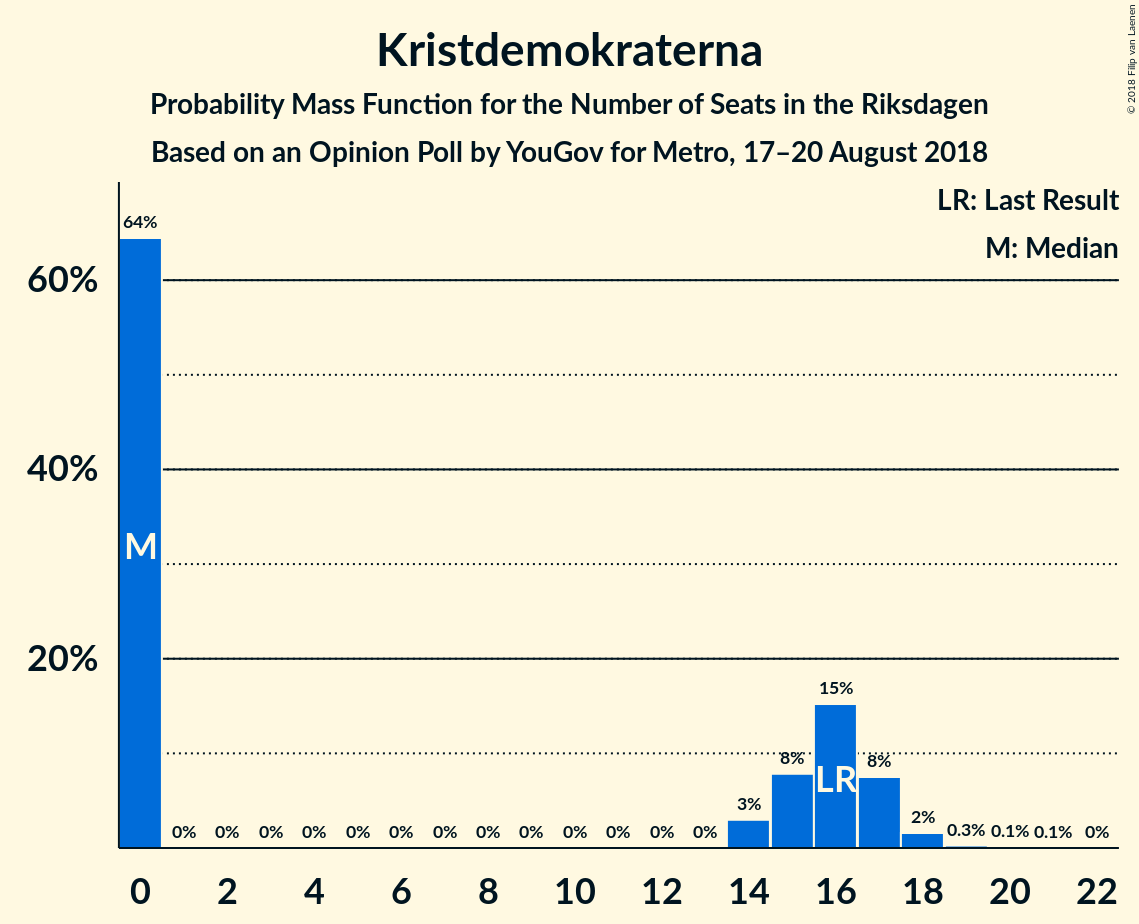 Kristdemokraterna
Probability Mass Function for the Number of Seats in the Riksdagen
Based on an Opinion Poll by YouGov for Metro, 17–20 August 2018
© 2018 Filip van Laenen
LR: Last Result
M: Median
60%
40%
20%
64%
0% 0% 0% 0% 0% 0% 0% 0% 0% 0% 0% 0% 0% 3% 8% 15% 8% 2% 0.3% 0.1% 0.1% 0%
M
LR
0 2 4 6 8 10 12 14 16 18 20 22